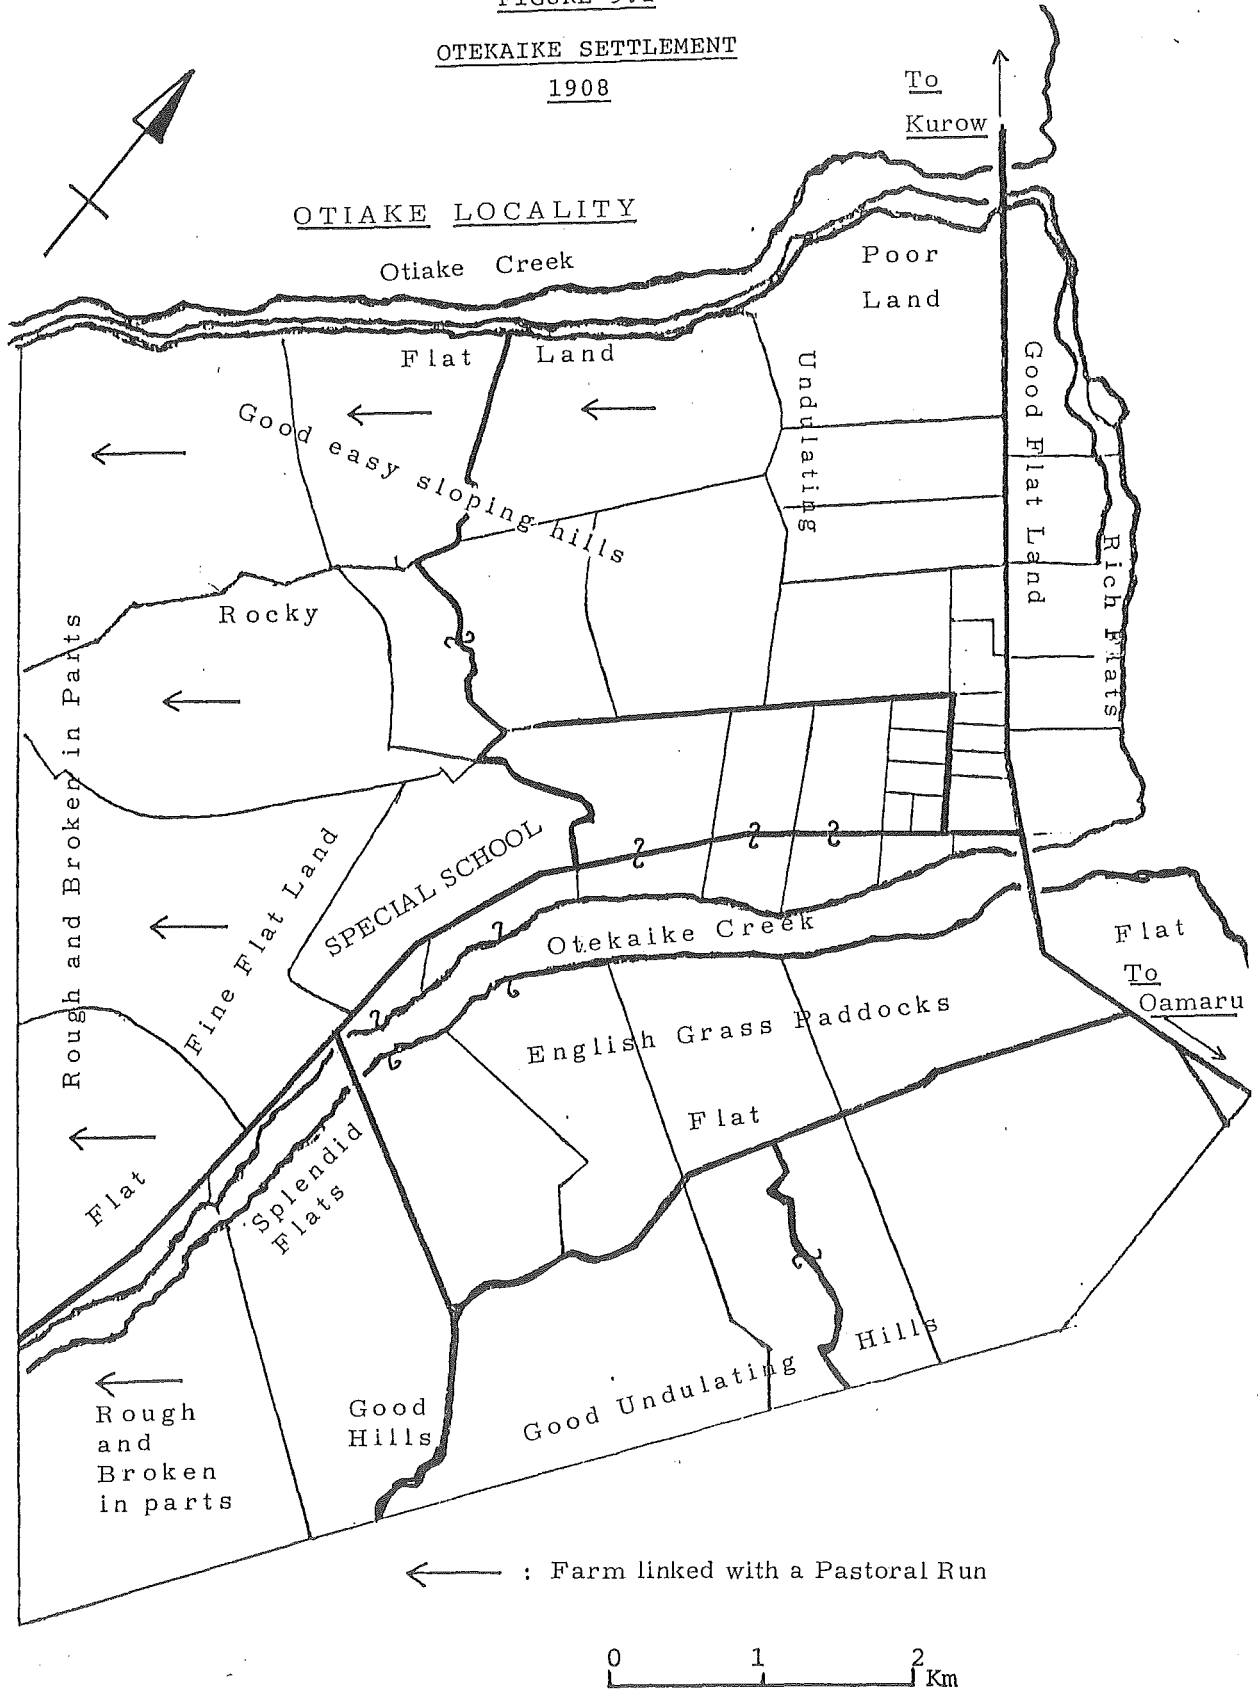 OTEKAIKE SETTLEMENT
1908
To
Kurow
OTIAKE LOCALITY
Otiake Creek
Poor
Land
Flat Land
Undulating
Good Flat Land
Good easy sloping hills
Rich Flats
Rocky
Rough and Broken in Parts
SPECIAL SCHOOL
Fine Flat Land
Otekaike Creek
Flat
To
Oamaru
English Grass Paddocks
Flat
Splendid
Flats
Flat
Hills
Good Undulating
Good
Hills
Rough
and
Broken
in parts
: Farm linked with a Pastoral Run
0 1 2
Km